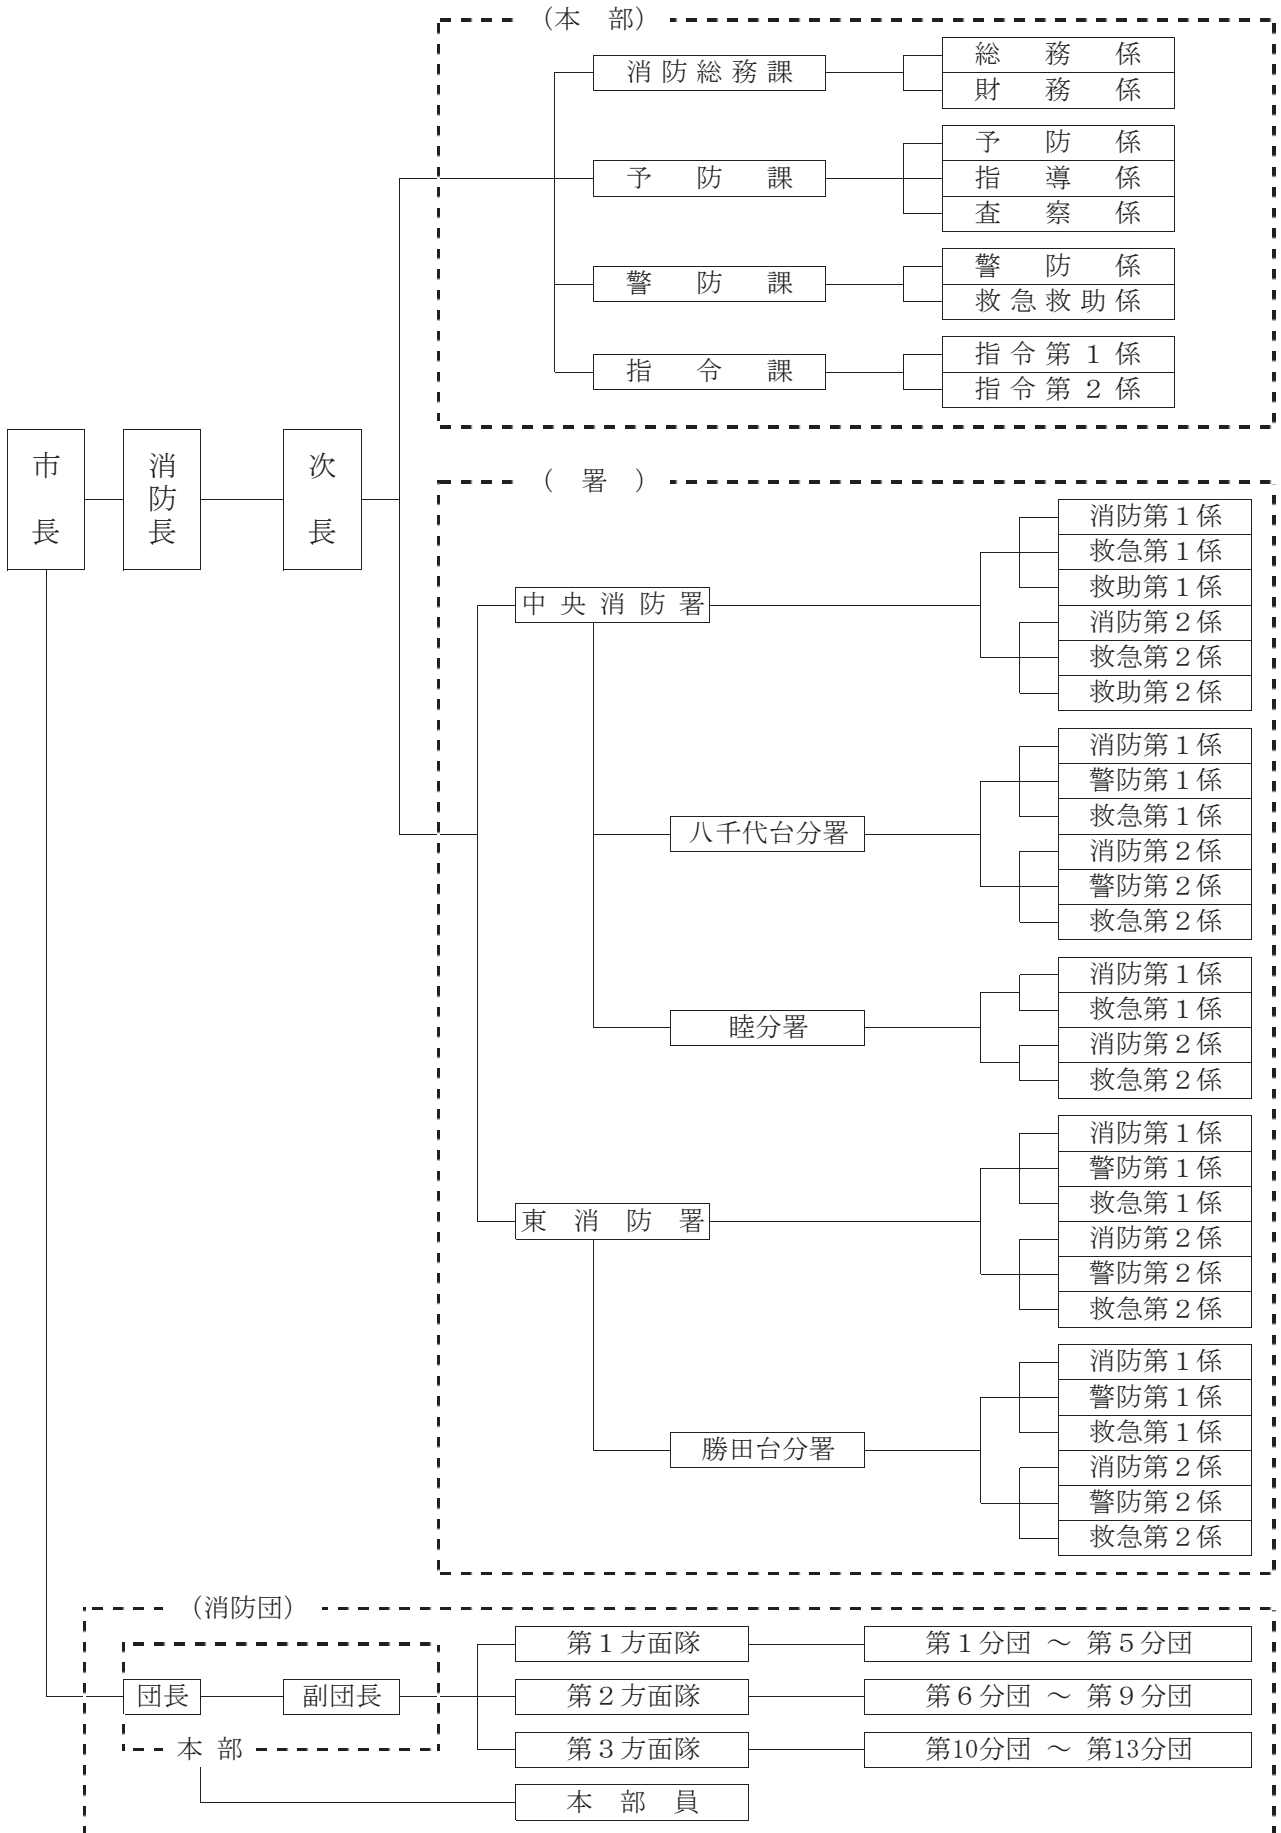 （本　部）
消防総務課
総務係
財務係
予防課
予防係
指導係
査察係
警防課
警防係
救急救助係
指令課
指令第１係
指令第２係
市長
消防長
次長
（　署　）
中央消防署
消防第１係
救急第１係
救助第１係
消防第２係
救急第２係
救助第２係
八千代台分署
消防第１係
警防第１係
救急第１係
消防第２係
警防第２係
救急第２係
睦分署
消防第１係
救急第１係
消防第２係
救急第２係
東消防署
消防第１係
警防第１係
救急第１係
消防第２係
警防第２係
救急第２係
勝田台分署
消防第１係
警防第１係
救急第１係
消防第２係
警防第２係
救急第２係
（消防団）
団長
副団長
本部
第１方面隊
第１分団 ～ 第５分団
第２方面隊
第６分団 ～ 第９分団
第３方面隊
第10分団 ～ 第13分団
本部員